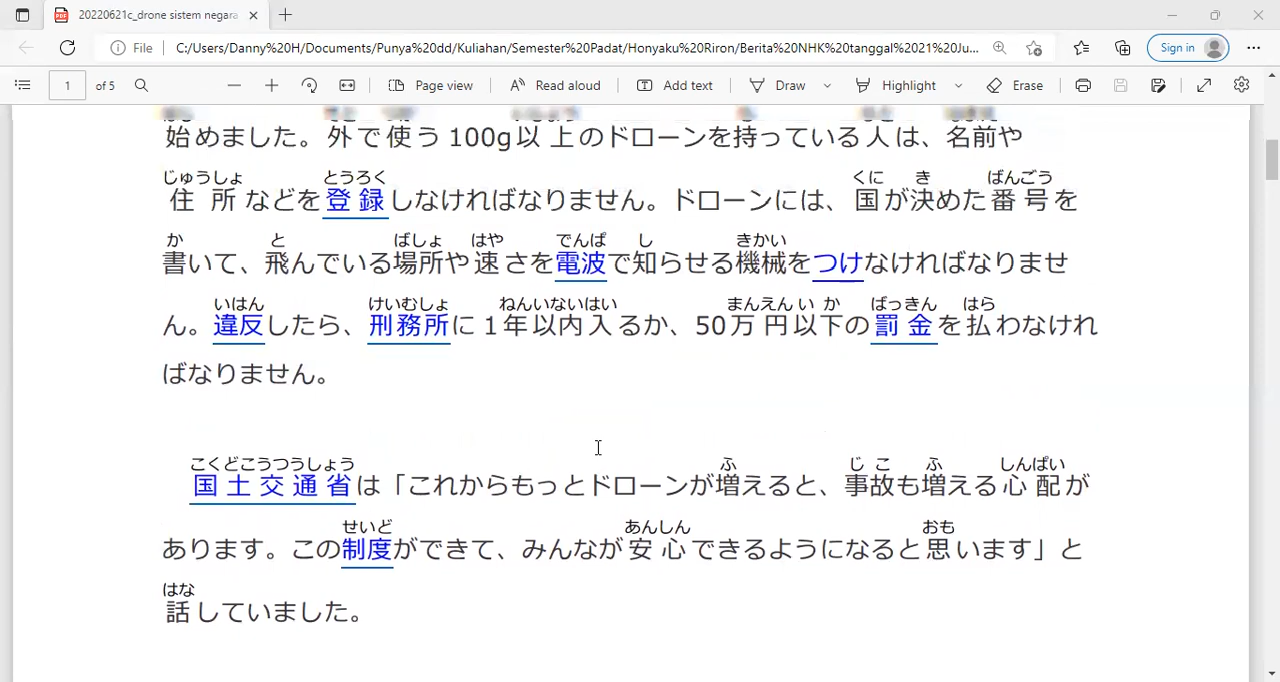 20220621c_drone sistem negara
File
C:/Users/Danny%20H/Documents/Punya%20dd/Kuliahan/Semester%20Padat/Honyaku%20Riron/Berita%20NHK%20tanggal%202021%20Ju...
Sign in
1 of 5
Page view
Read aloud
Add text
Draw
Highlight
Erase
始めました。外で使う 100g以上のドローンを持っている人は、名前や
じゅうしょ とうろく くに き ばんごう
住所などを登録しなければなりません。ドローンには、国が決めた番号を
か と ばしょ はや でんぱ し きかい
書いて、飛んでいる場所や速さを電波で知らせる機械をつけなければなりませ
いはん けいむしょ ねんいないはい まんえんいか ばっきん はら
ん。違反したら、刑務所に 1年以内入るか、50万円以下の罰金を払わなけれ
ばなりません。
こくどこうつうしょう ふ じこ ふ しんぱい
国土交通省は「これからもっとドローンが増えると、事故も増える心配が
せいど あんしん おも
あります。この制度ができて、みんなが安心できるようになると思います」と
はな
話していました。